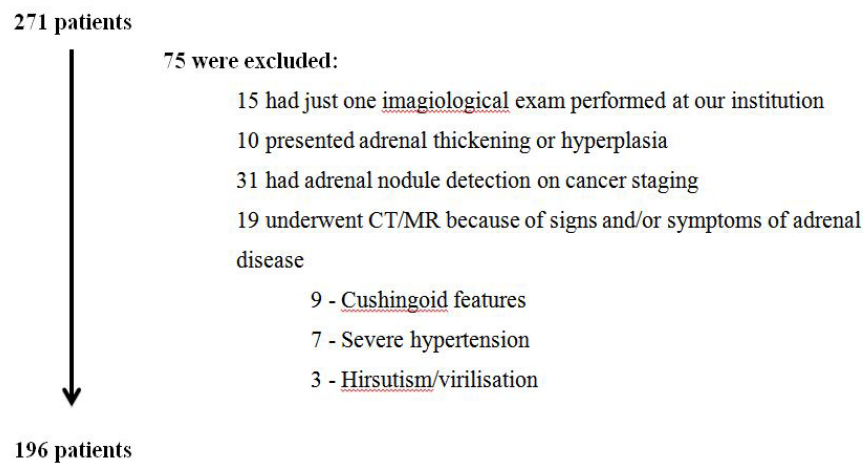 271 patients
75 were excluded:
15 had just one imagiological exam performed at our institution
10 presented adrenal thickening or hyperplasia
31 had adrenal nodule detection on cancer staging
19 underwent CT/MR because of signs and/or symptoms of adrenal
disease
9 - Cushingoid features
7 - Severe hypertension
3 - Hirsutism/virilisation
196 patients